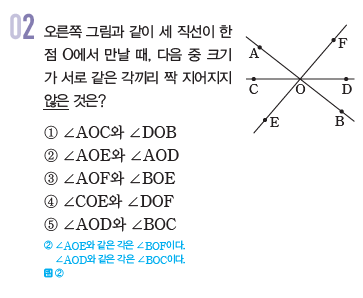 02 오른쪽 그림과 같이 세 직선이 한
점 O에서 만날 때, 다음 중 크기
가 서로 같은 각끼리 짝 지어지지
않은 것은?
A
F
C
O
D
E
B
① ∠AOC와 ∠DOB
② ∠AOE와 ∠AOD
③ ∠AOF와 ∠BOE
④ ∠COE와 ∠DOF
⑤ ∠AOD와 ∠BOC
② ∠AOE와 같은 각은 ∠BOF이다.
∠AOD와 같은 각은 ∠BOC이다.
답 ②